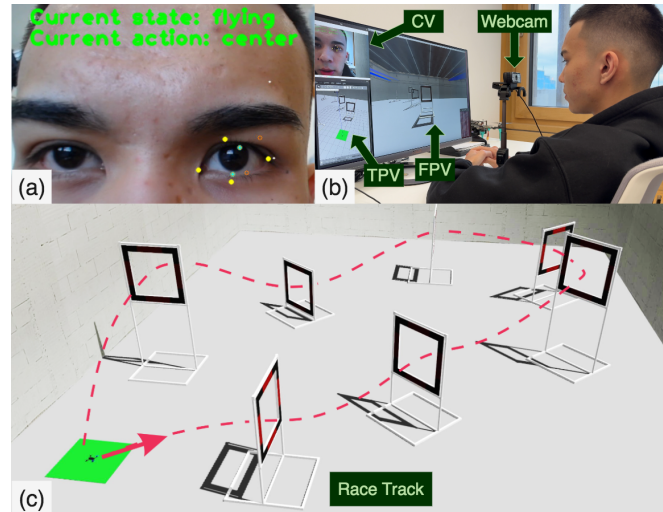 Current state: flying
Current action: center
(a)
CV
Webcam
TPV
FPV
(b)
Race Track
(c)